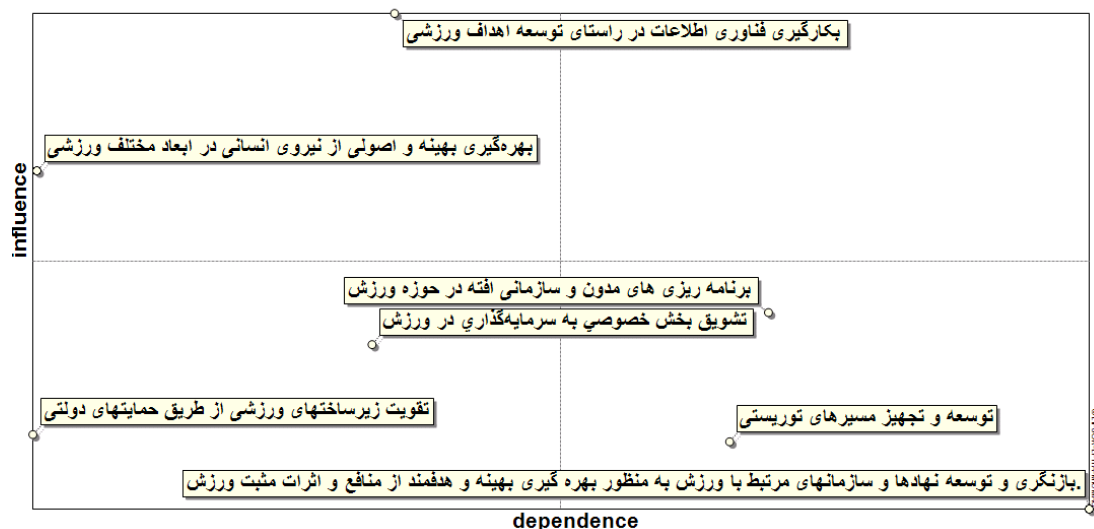 بکارگیری فناوری اطلاعات در راستای توسعه اهداف ورزشی
بهره‌گیری بهینه و اصولی از نیروی انسانی در ابعاد مختلف ورزشی
influence
برنامه ریزی های مدون و سازمانی افته در حوزه ورزش
تشويق بخش خصوصي به سرمايه‌گذاري در ورزش
تقویت زیرساختهای ورزشی از طریق حمایتهای دولتی
توسعه و تجهیز مسیرهای توریستی
بازنگری و توسعه نهادها و سازمانهای مرتبط با ورزش به منظور بهره گیری بهینه و هدفمند از منافع و اثرات مثبت ورزش.
dependence